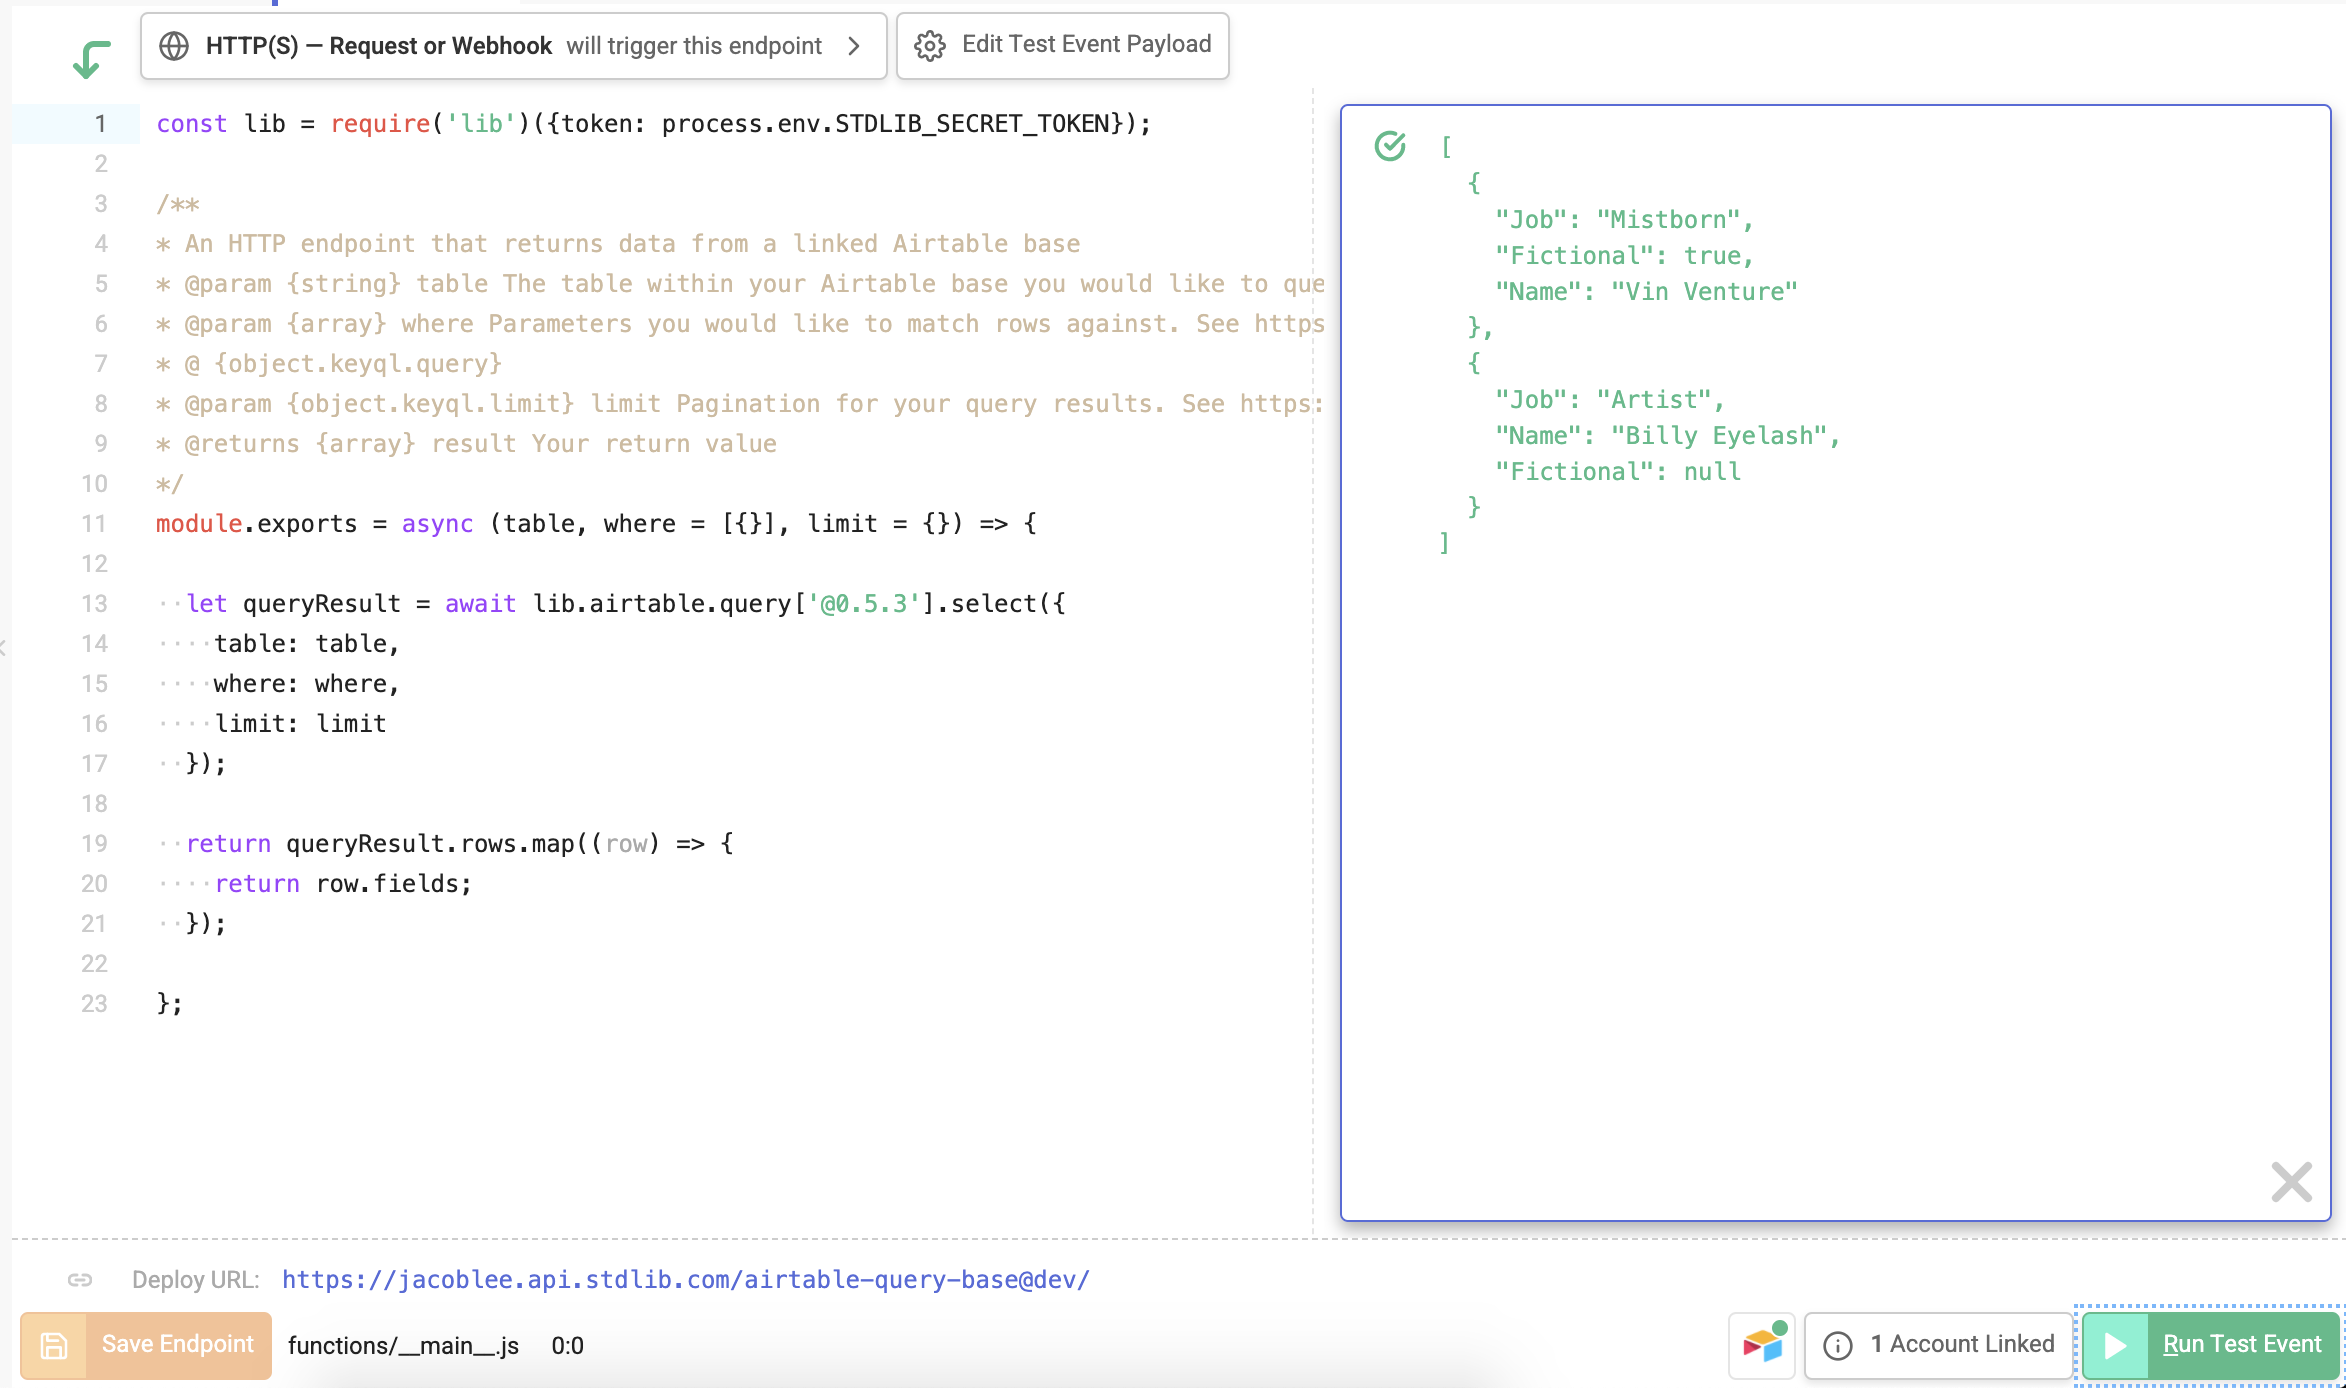 HTTP(S) — Request or Webhook will trigger this endpoint
Edit Test Event Payload
1 const lib = require('lib')({token: process.env.STDLIB_SECRET_TOKEN});
2
3 /**
4 * An HTTP endpoint that returns data from a linked Airtable base
5 * @param {string} table The table within your Airtable base you would like to que
6 * @param {array} where Parameters you would like to match rows against. See https
7 * @ {object.keyql.query}
8 * @param {object.keyql.limit} limit Pagination for your query results. See https:
9 * @returns {array} result Your return value
10 */
11 module.exports = async (table, where = [{}], limit = {}) => {
12
13 ··let queryResult = await lib.airtable.query['@0.5.3'].select({
14 ····table: table,
15 ····where: where,
16 ····limit: limit
17 ··});
18
19 ··return queryResult.rows.map((row) => {
20 ····return row.fields;
21 ··});
22
23 };
[
{
"Job": "Mistborn",
"Fictional": true,
"Name": "Vin Venture"
},
{
"Job": "Artist",
"Name": "Billy Eyelash",
"Fictional": null
}
]
Deploy URL: https://jacoblee.api.stdlib.com/airtable-query-base@dev/
Save Endpoint
functions/__main__.js 0:0
1 Account Linked
Run Test Event